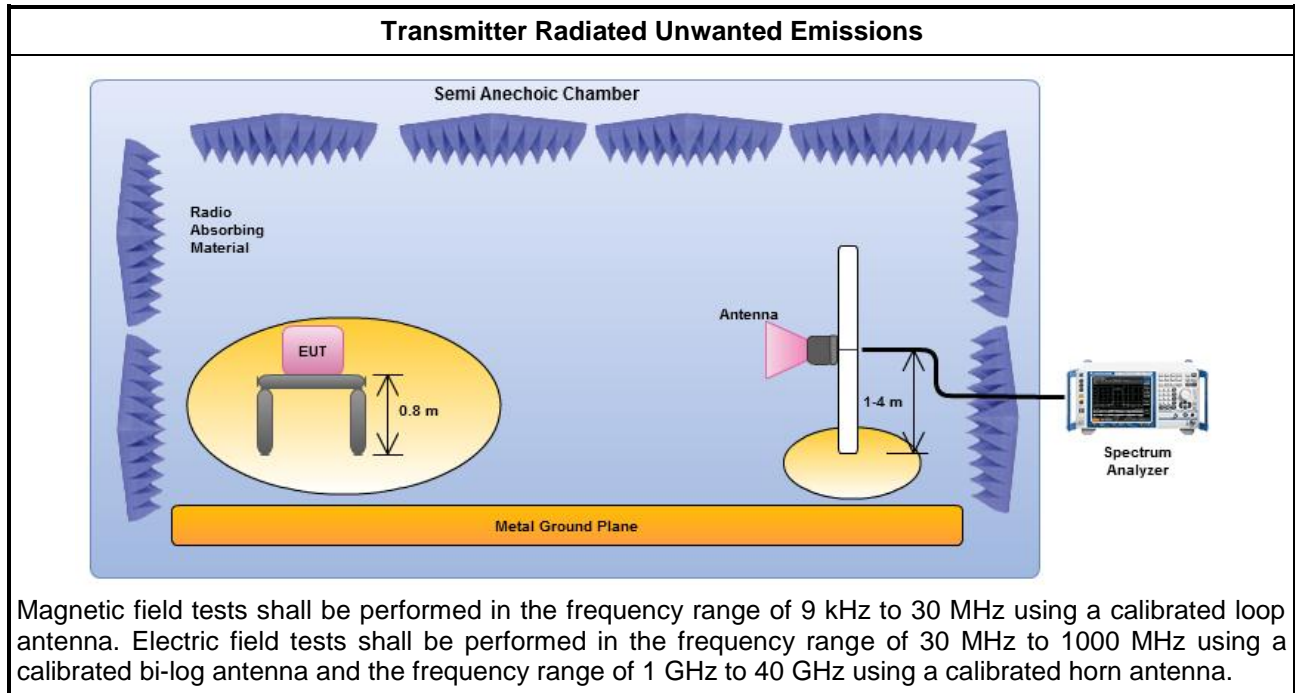 Transmitter Radiated Unwanted Emissions
Semi Anechoic Chamber
Radio
Absorbing
Material
Antenna
EUT
0.8 m
1-4 m
Spectrum
Analyzer
Metal Ground Plane
Magnetic field tests shall be performed in the frequency range of 9 kHz to 30 MHz using a calibrated loop
antenna. Electric field tests shall be performed in the frequency range of 30 MHz to 1000 MHz using a
calibrated bi-log antenna and the frequency range of 1 GHz to 40 GHz using a calibrated horn antenna.